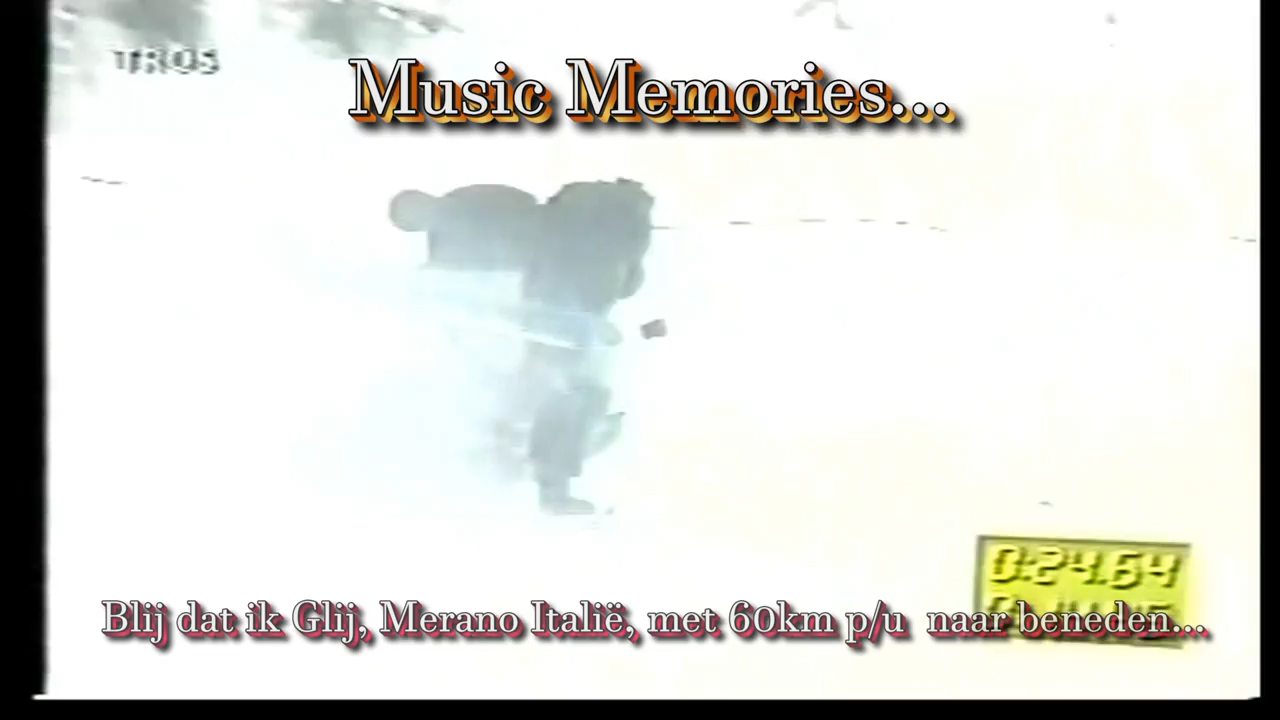 TROS
Music Memories...
0:24.64
Blij dat ik Glij, Merano Italië, met 60km p/u naar beneden...